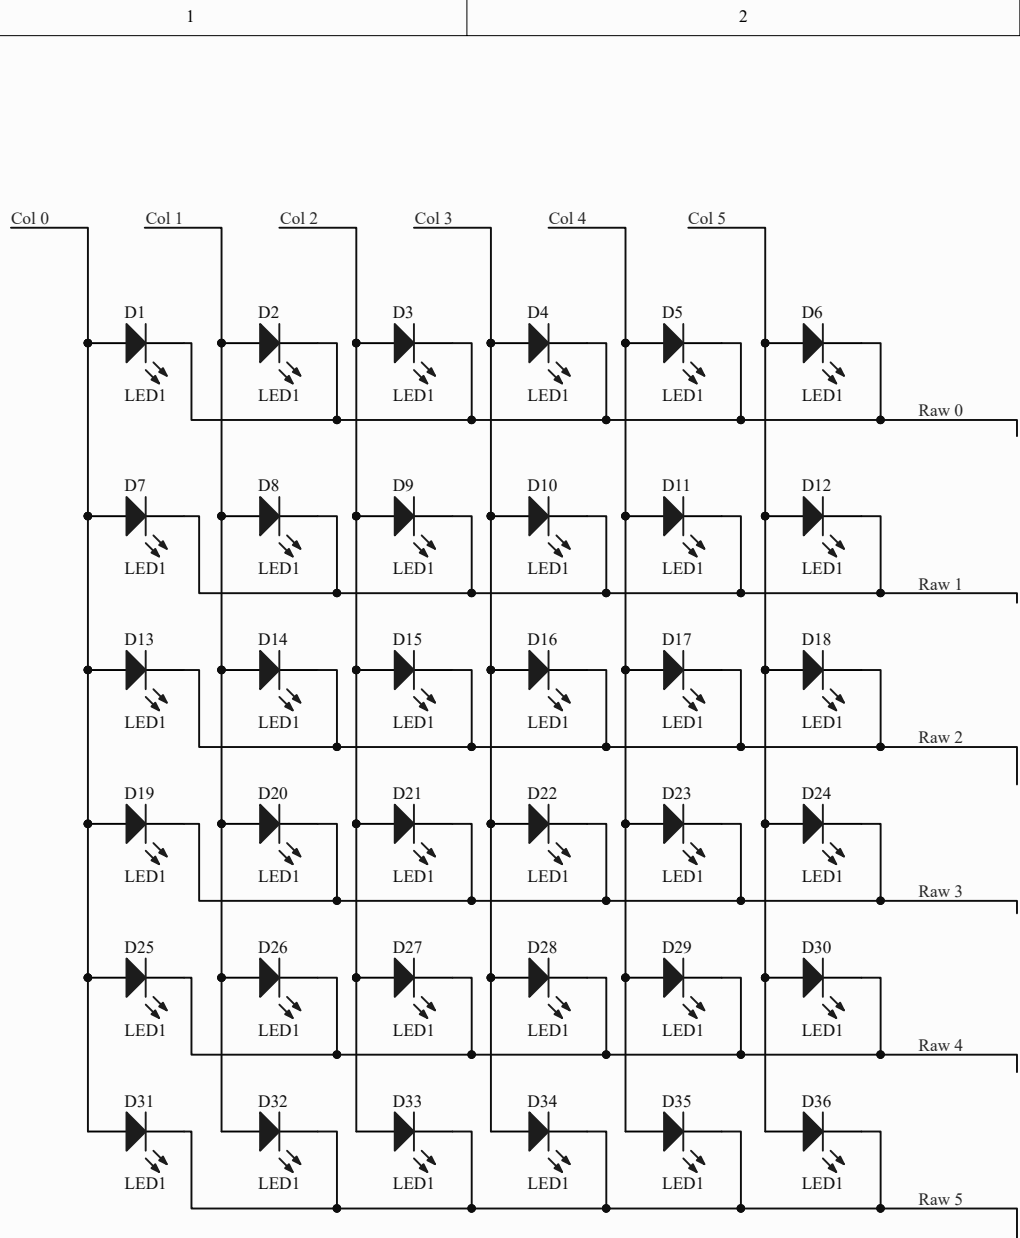 1 2
Col 0 Col 1 Col 2 Col 3 Col 4 Col 5
D1 D2 D3 D4 D5 D6
LED1 LED1 LED1 LED1 LED1 LED1
Raw 0
D7 D8 D9 D10 D11 D12
LED1 LED1 LED1 LED1 LED1 LED1
Raw 1
D13 D14 D15 D16 D17 D18
LED1 LED1 LED1 LED1 LED1 LED1
Raw 2
D19 D20 D21 D22 D23 D24
LED1 LED1 LED1 LED1 LED1 LED1
Raw 3
D25 D26 D27 D28 D29 D30
LED1 LED1 LED1 LED1 LED1 LED1
Raw 4
D31 D32 D33 D34 D35 D36
LED1 LED1 LED1 LED1 LED1 LED1
Raw 5